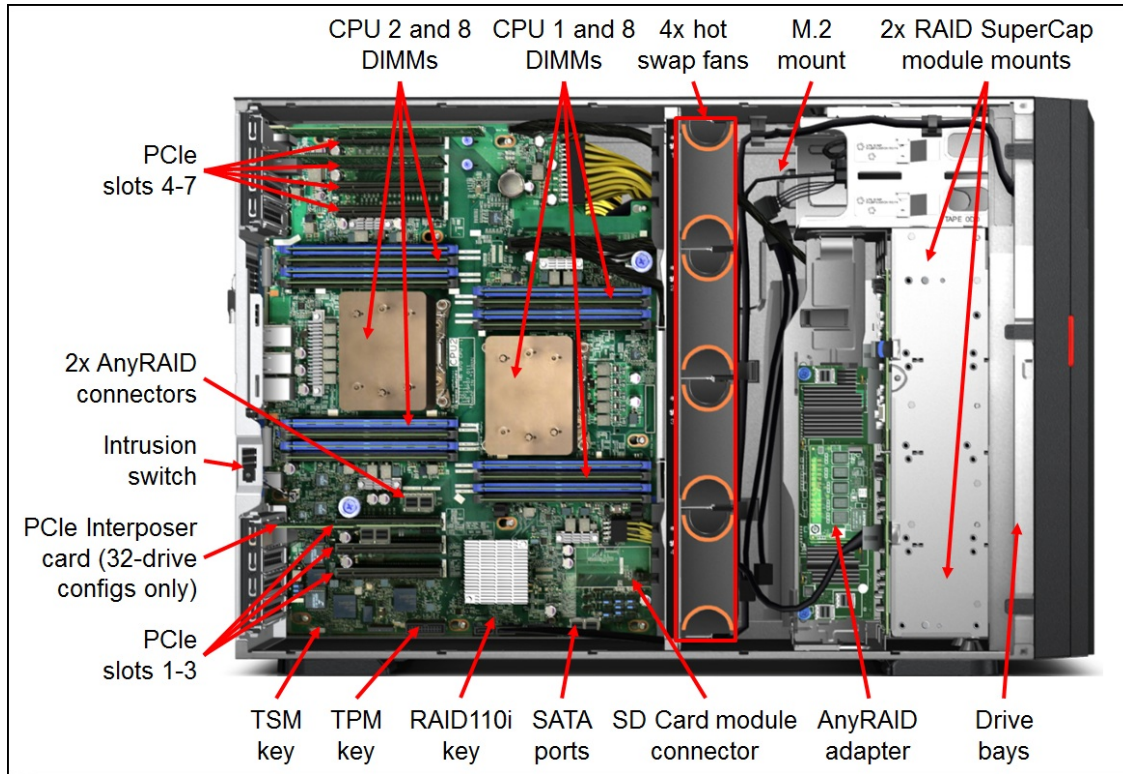 CPU 2 and 8
DIMMs
CPU 1 and 8
DIMMs
4x hot
swap fans
M.2
mount
2x RAID SuperCap
module mounts
PCIe
slots 4-7
TAPE ODD
CPU2
2x AnyRAID
connectors
Intrusion
switch
PCIe Interposer
card (32-drive
configs only)
PCIe
slots 1-3
TSM
key
TPM
key
RAID110i
key
SATA
ports
SD Card module
connector
AnyRAID
adapter
Drive
bays